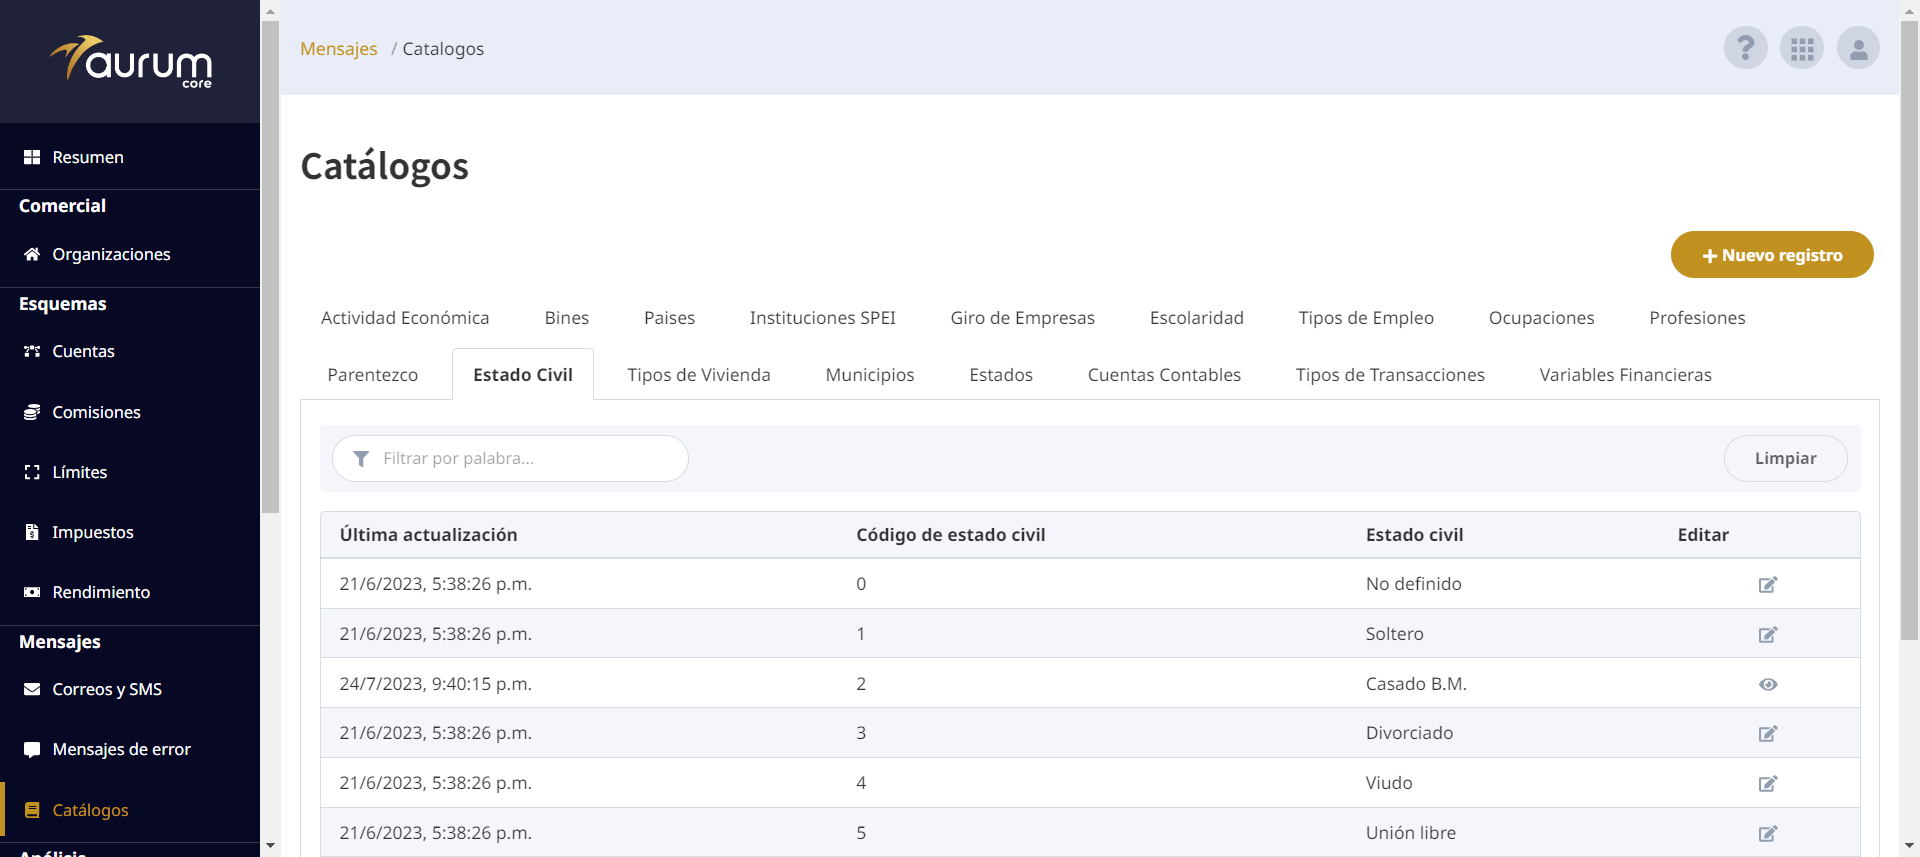 aurum
core
Resumen
Comercial
Organizaciones
Esquemas
Cuentas
Comisiones
Límites
Impuestos
Rendimiento
Mensajes
Correos y SMS
Mensajes de error
Catálogos
Análisis
Mensajes / Catalogos
Catálogos
+ Nuevo registro
Actividad Económica Bines Paises Instituciones SPEI Giro de Empresas Escolaridad Tipos de Empleo Ocupaciones Profesiones
Parentezco Estado Civil Tipos de Vivienda Municipios Estados Cuentas Contables Tipos de Transacciones Variables Financieras
Filtrar por palabra... Limpiar
Última actualización Código de estado civil Estado civil Editar
21/6/2023, 5:38:26 p.m. 0 No definido
21/6/2023, 5:38:26 p.m. 1 Soltero
24/7/2023, 9:40:15 p.m. 2 Casado B.M.
21/6/2023, 5:38:26 p.m. 3 Divorciado
21/6/2023, 5:38:26 p.m. 4 Viudo
21/6/2023, 5:38:26 p.m. 5 Unión libre